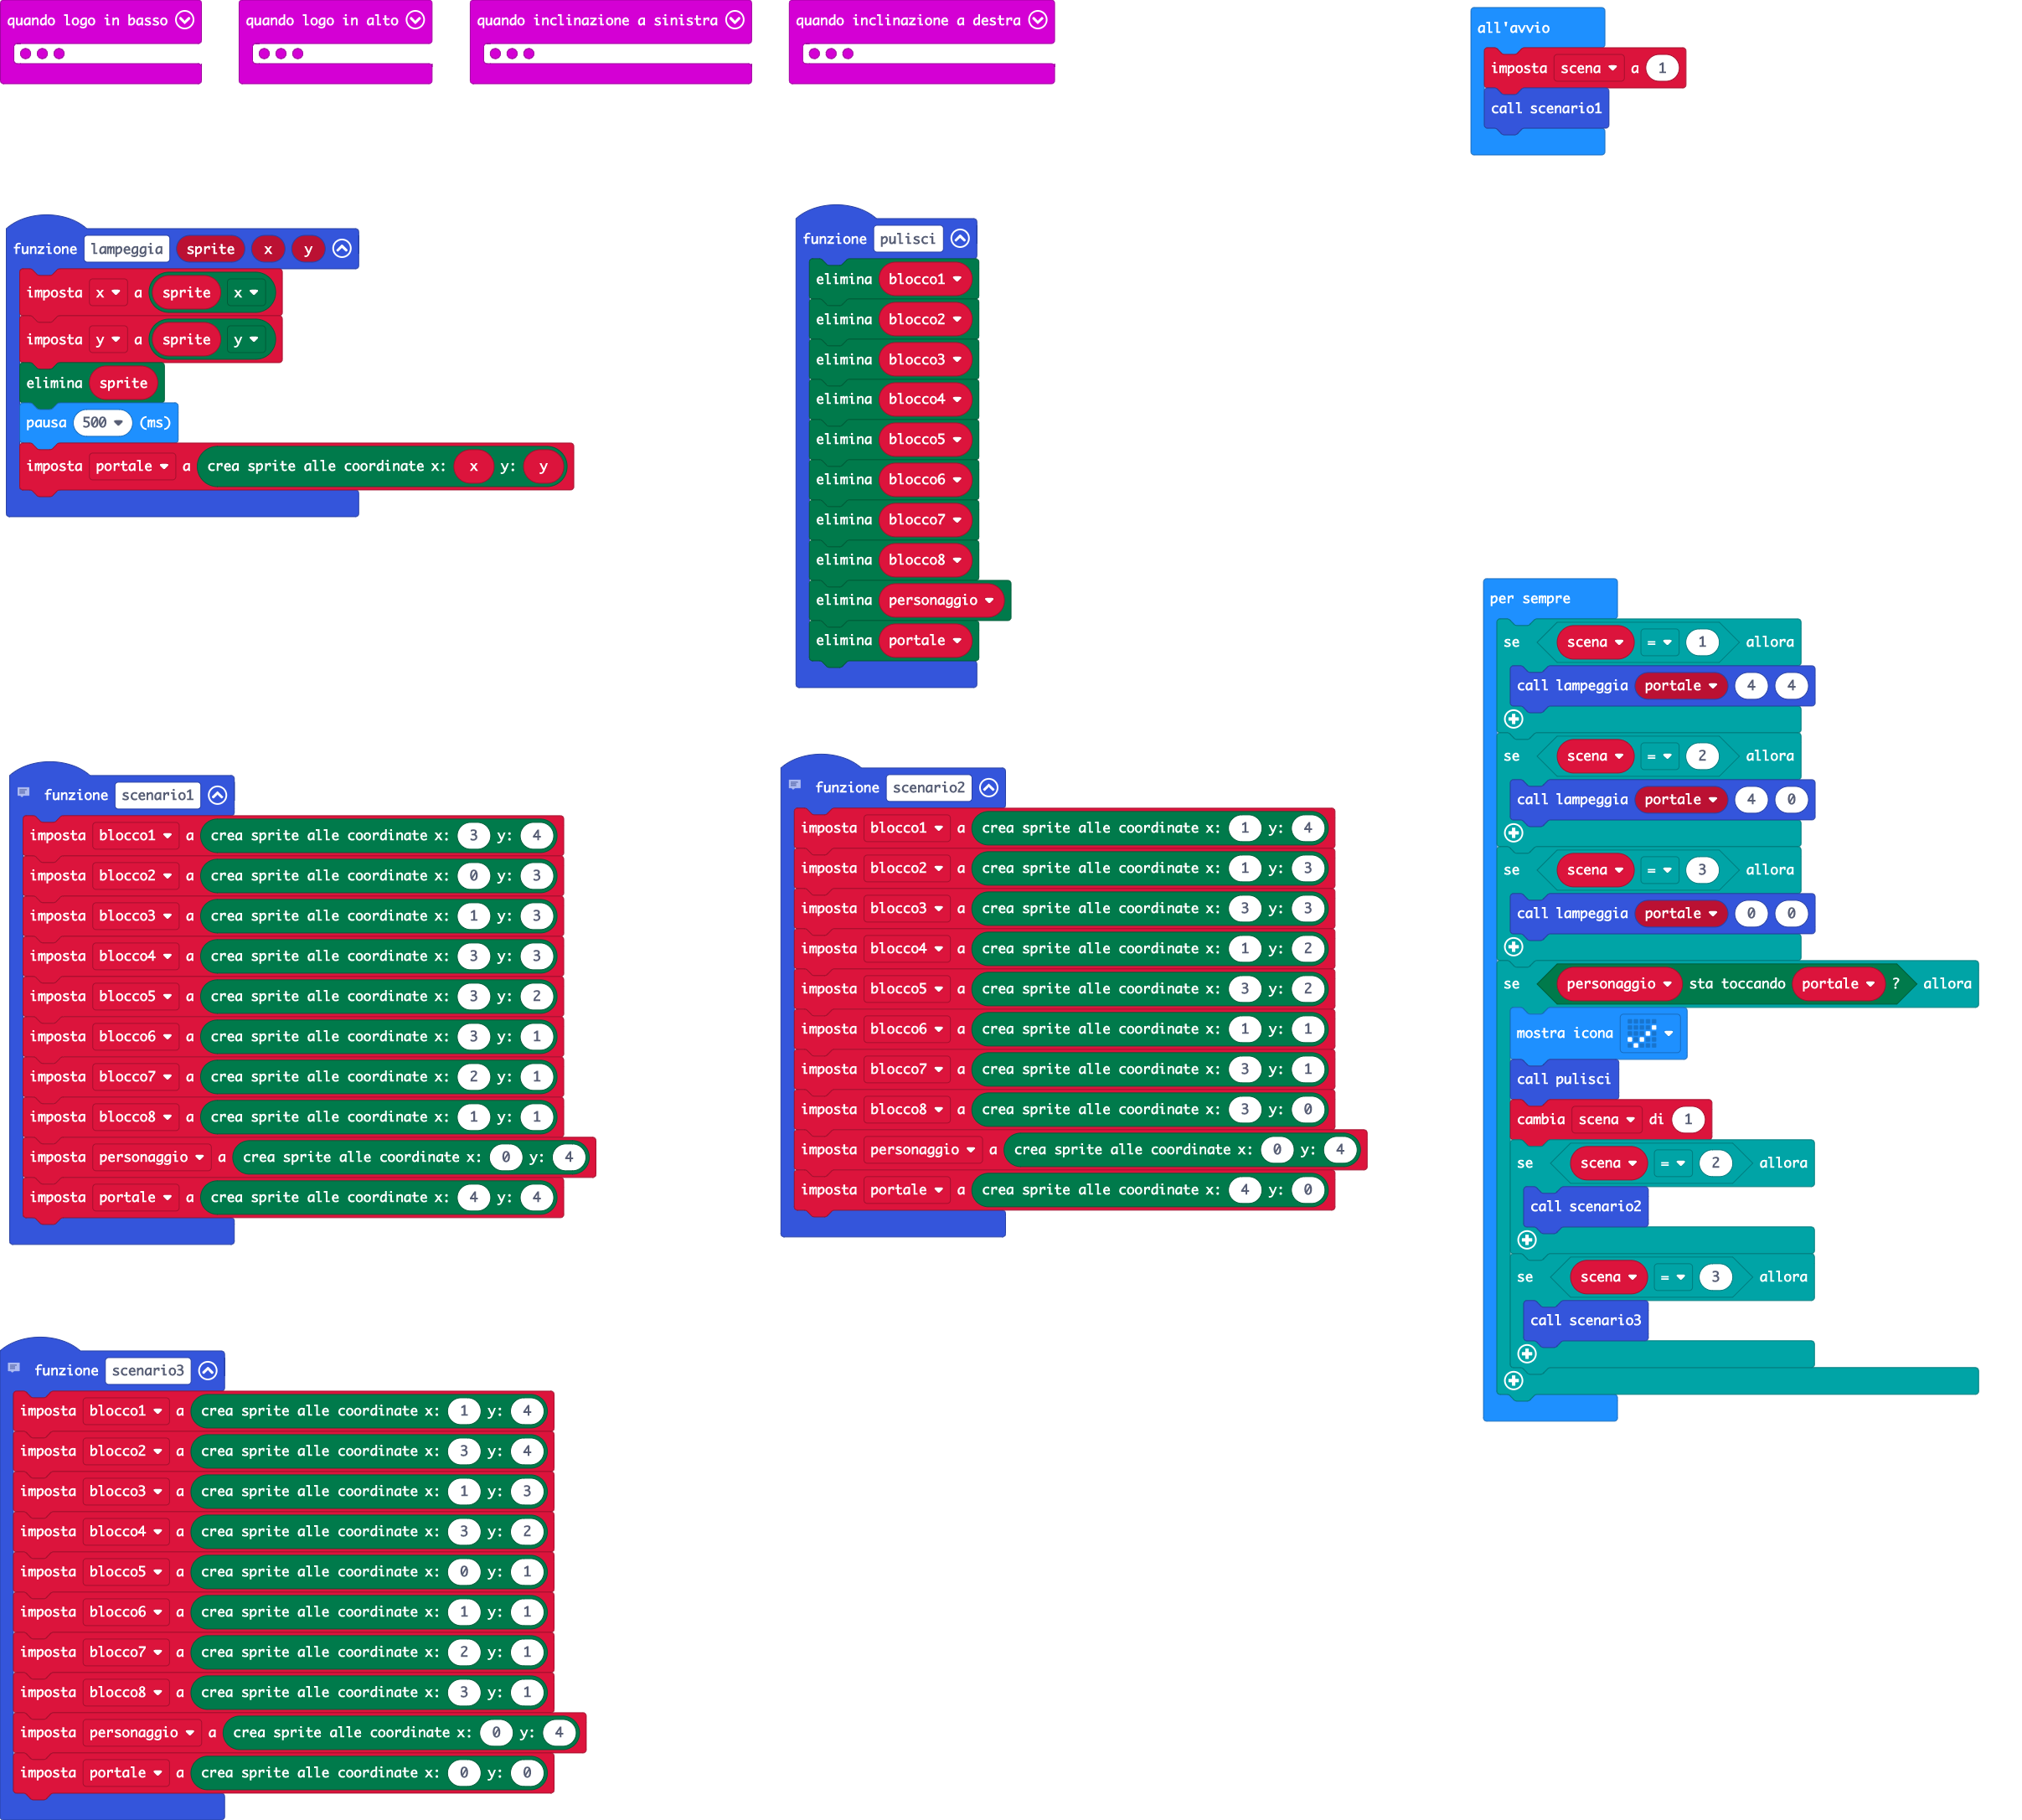 quando logo in basso
quando logo in alto
quando inclinazione a sinistra
quando inclinazione a destra
all'avvio
imposta scena a 1
call scenario1
funzione lampeggia sprite x y
imposta x a sprite x
imposta y a sprite y
elimina sprite
pausa 500 (ms)
imposta portale a crea sprite alle coordinate x: x y: y
funzione pulisci
elimina blocco1
elimina blocco2
elimina blocco3
elimina blocco4
elimina blocco5
elimina blocco6
elimina blocco7
elimina blocco8
elimina personaggio
elimina portale
per sempre
se scena = 1 allora
call lampeggia portale 4 4
se scena = 2 allora
call lampeggia portale 4 0
se scena = 3 allora
call lampeggia portale 0 0
se personaggio sta toccando portale ? allora
mostra icona
call pulisci
cambia scena di 1
se scena = 2 allora
call scenario2
se scena = 3 allora
call scenario3
funzione scenario1
imposta blocco1 a crea sprite alle coordinate x: 3 y: 4
imposta blocco2 a crea sprite alle coordinate x: 0 y: 3
imposta blocco3 a crea sprite alle coordinate x: 1 y: 3
imposta blocco4 a crea sprite alle coordinate x: 3 y: 3
imposta blocco5 a crea sprite alle coordinate x: 3 y: 2
imposta blocco6 a crea sprite alle coordinate x: 3 y: 1
imposta blocco7 a crea sprite alle coordinate x: 2 y: 1
imposta blocco8 a crea sprite alle coordinate x: 1 y: 1
imposta personaggio a crea sprite alle coordinate x: 0 y: 4
imposta portale a crea sprite alle coordinate x: 4 y: 4
funzione scenario2
imposta blocco1 a crea sprite alle coordinate x: 1 y: 4
imposta blocco2 a crea sprite alle coordinate x: 1 y: 3
imposta blocco3 a crea sprite alle coordinate x: 3 y: 3
imposta blocco4 a crea sprite alle coordinate x: 1 y: 2
imposta blocco5 a crea sprite alle coordinate x: 3 y: 2
imposta blocco6 a crea sprite alle coordinate x: 1 y: 1
imposta blocco7 a crea sprite alle coordinate x: 3 y: 1
imposta blocco8 a crea sprite alle coordinate x: 3 y: 0
imposta personaggio a crea sprite alle coordinate x: 0 y: 4
imposta portale a crea sprite alle coordinate x: 4 y: 0
funzione scenario3
imposta blocco1 a crea sprite alle coordinate x: 1 y: 4
imposta blocco2 a crea sprite alle coordinate x: 3 y: 4
imposta blocco3 a crea sprite alle coordinate x: 1 y: 3
imposta blocco4 a crea sprite alle coordinate x: 3 y: 2
imposta blocco5 a crea sprite alle coordinate x: 0 y: 1
imposta blocco6 a crea sprite alle coordinate x: 1 y: 1
imposta blocco7 a crea sprite alle coordinate x: 2 y: 1
imposta blocco8 a crea sprite alle coordinate x: 3 y: 1
imposta personaggio a crea sprite alle coordinate x: 0 y: 4
imposta portale a crea sprite alle coordinate x: 0 y: 0